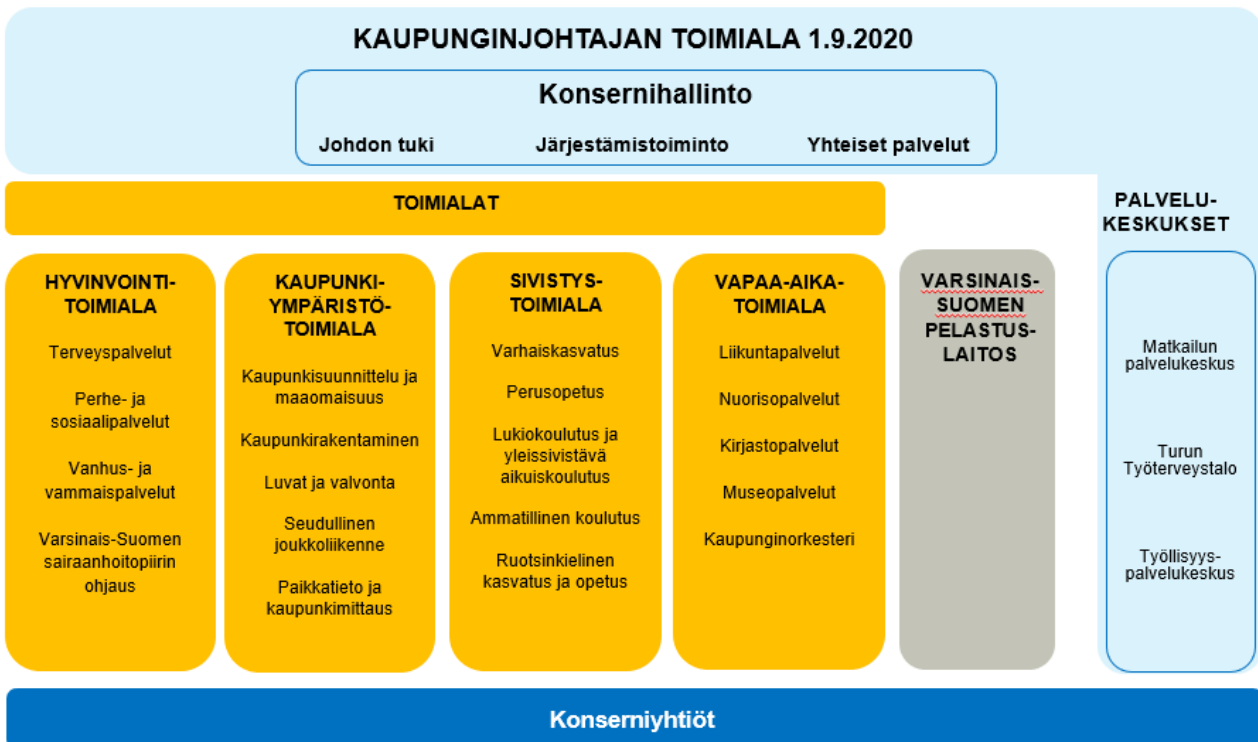 KAUPUNGINJOHTAJAN TOIMIALA 1.9.2020
Konsernihallinto
Johdon tuki
Järjestämistoiminto
Yhteiset palvelut
TOIMIALAT
HYVINVOINTI-
TOIMIALA
Terveyspalvelut
Perhe- ja
sosiaalipalvelut
Vanhus- ja
vammaispalvelut
Varsinais-Suomen
sairaanhoitopiirin
ohjaus
KAUPUNKI-
YMPÄRISTÖ-
TOIMIALA
Kaupunkisuunnittelu ja
maaomaisuus
Kaupunkirakentaminen
Luvat ja valvonta
Seudullinen
joukkoliikenne
Paikkatieto ja
kaupunkimittaus
SIVISTYS-
TOIMIALA
Varhaiskasvatus
Perusopetus
Lukiokoulutus ja
yleissivistävä
aikuiskoulutus
Ammatillinen koulutus
Ruotsinkielinen
kasvatus ja opetus
VAPAA-AIKA-
TOIMIALA
Liikuntapalvelut
Nuorisopalvelut
Kirjastopalvelut
Museopalvelut
Kaupunginorkesteri
VARSINAIS-
SUOMEN
PELASTUS-
LAITOS
PALVELU-
KESKUKSET
Matkailun
palvelukeskus
Turun
Työterveystalo
Työllisyys-
palvelukeskus
Konserniyhtiöt